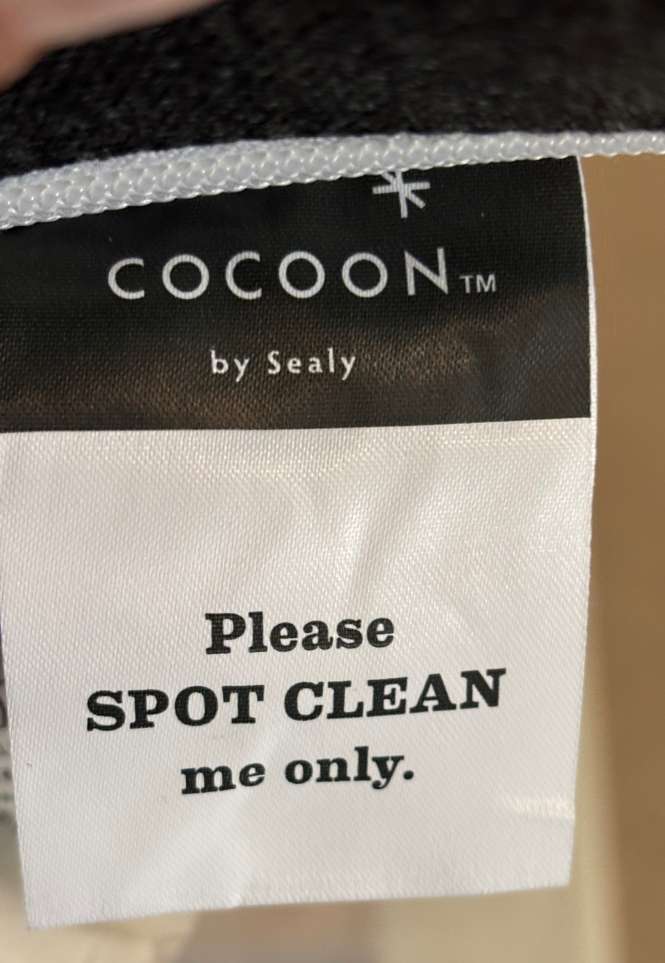 COCOON™
by Sealy
Please
SPOT CLEAN
me only.